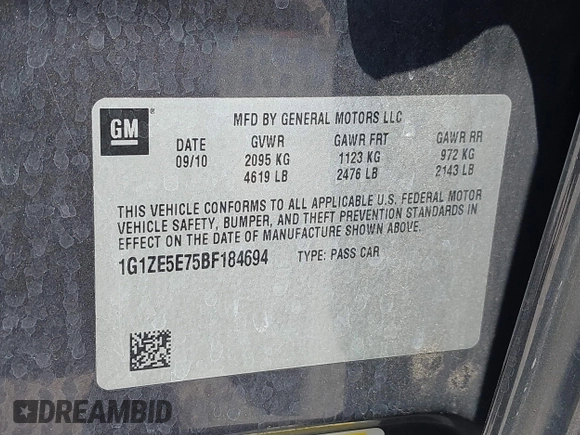 GM ® MFD BY GENERAL MOTORS LLC
DATE GVWR GAWR FRT GAWR RR
09/10 2095 KG 1123 KG 972 KG
4619 LB 2476 LB 2143 LB
THIS VEHICLE CONFORMS TO ALL APPLICABLE U.S. FEDERAL MOTOR
VEHICLE SAFETY, BUMPER, AND THEFT PREVENTION STANDARDS IN
EFFECT ON THE DATE OF MANUFACTURE SHOWN ABOVE.
1G1ZE5E75BF184694 TYPE: PASS CAR
DREAMBID